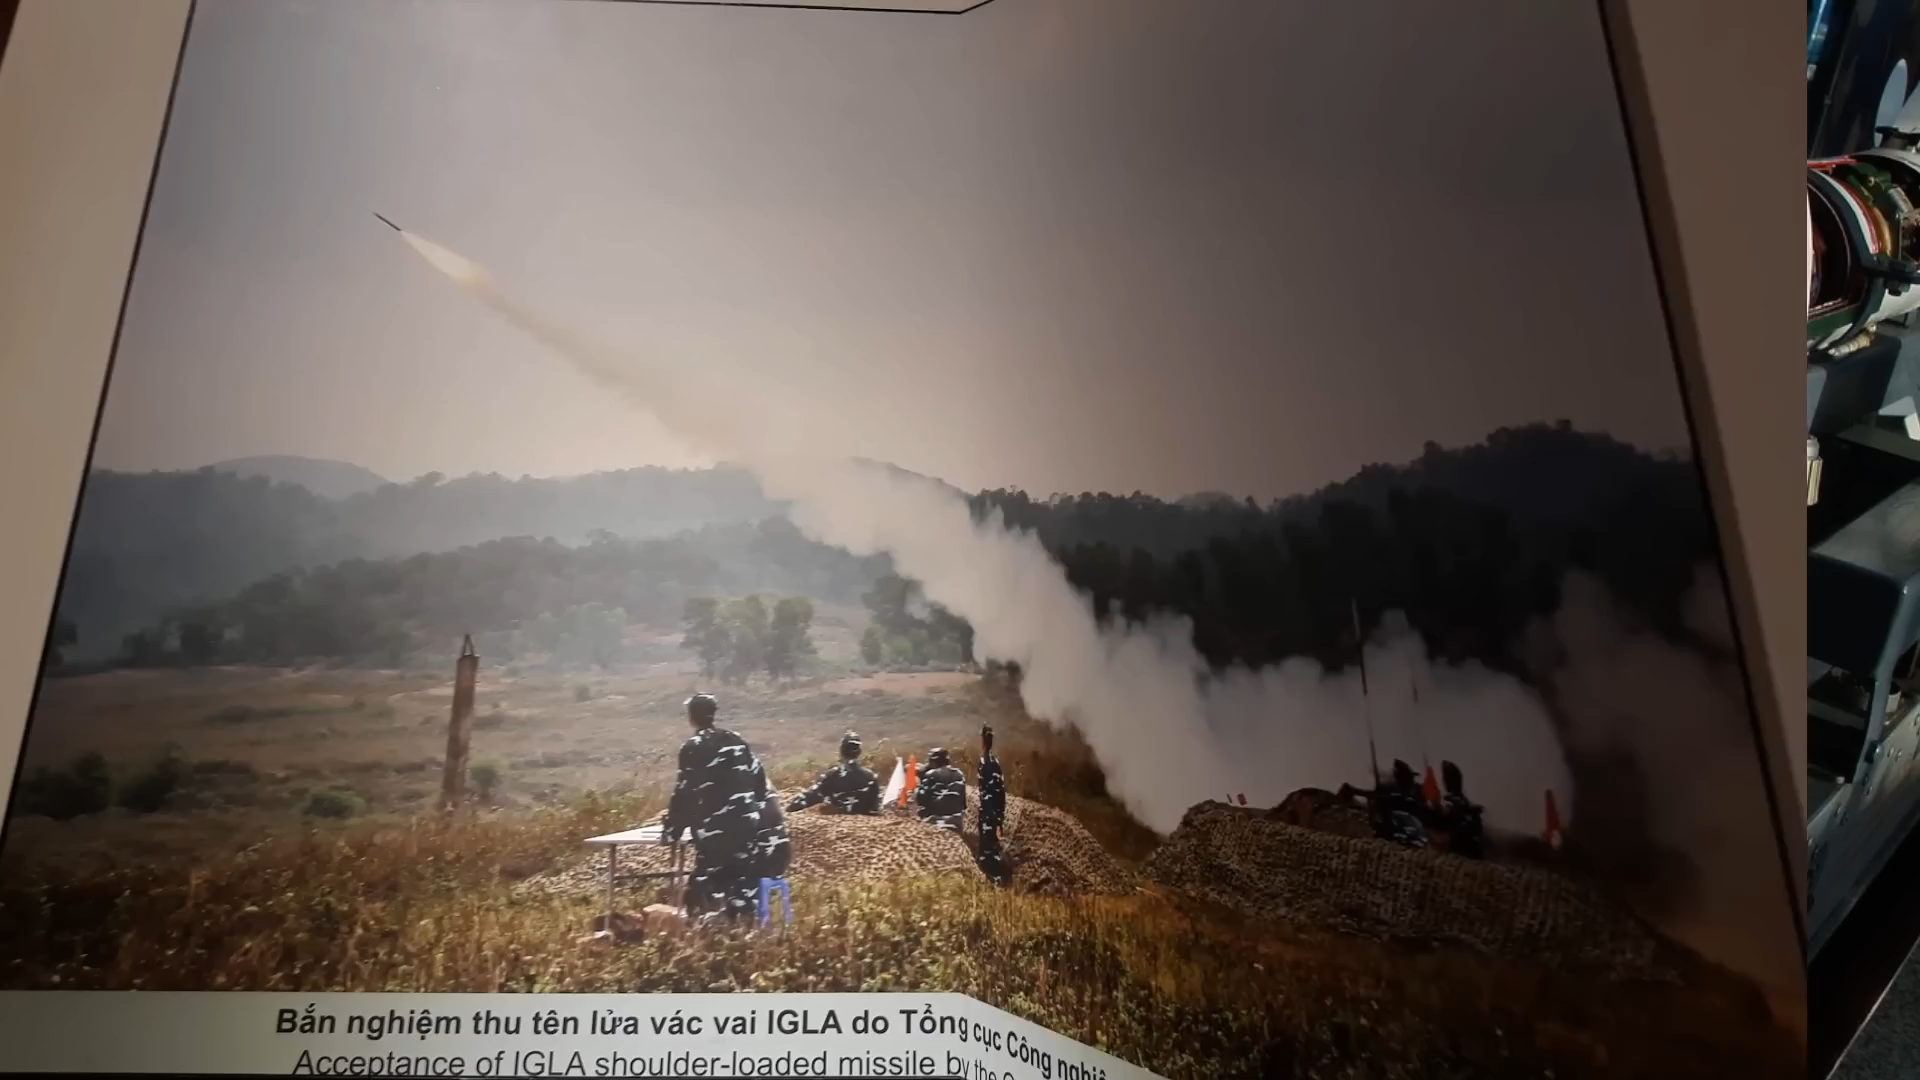 Bắn nghiệm thu tên lửa vác vai IGLA do Tổng cục Công
Acceptance of IGLA shoulder-loaded missile by the